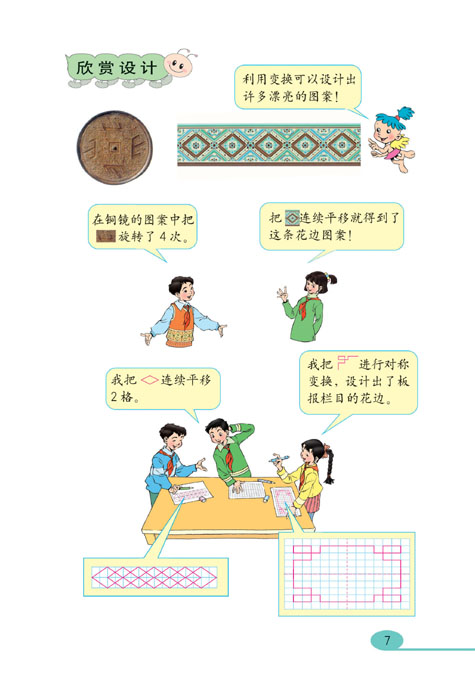 欣赏设计
利用变换可以设计出
许多漂亮的图案！
在铜镜的图案中把
旋转了4次。
把 连续平移就得到了
这条花边图案！
我把 连续平移
2格。
我把 进行对称
变换，设计出了板
报栏目的花边。
7